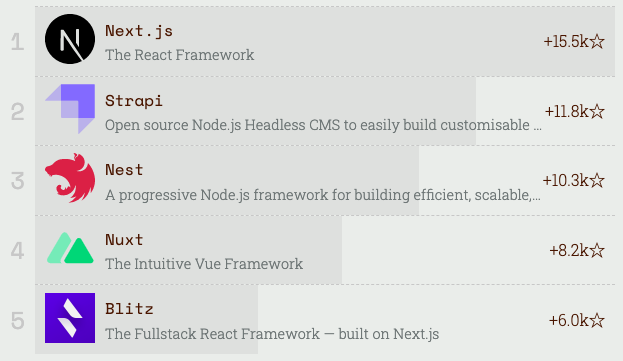 1
Next.js
The React Framework
+15.5k☆
2
Strapi
Open source Node.js Headless CMS to easily build customisable ...
+11.8k☆
3
Nest
A progressive Node.js framework for building efficient, scalable,...
+10.3k☆
4
Nuxt
The Intuitive Vue Framework
+8.2k☆
5
Blitz
The Fullstack React Framework — built on Next.js
+6.0k☆